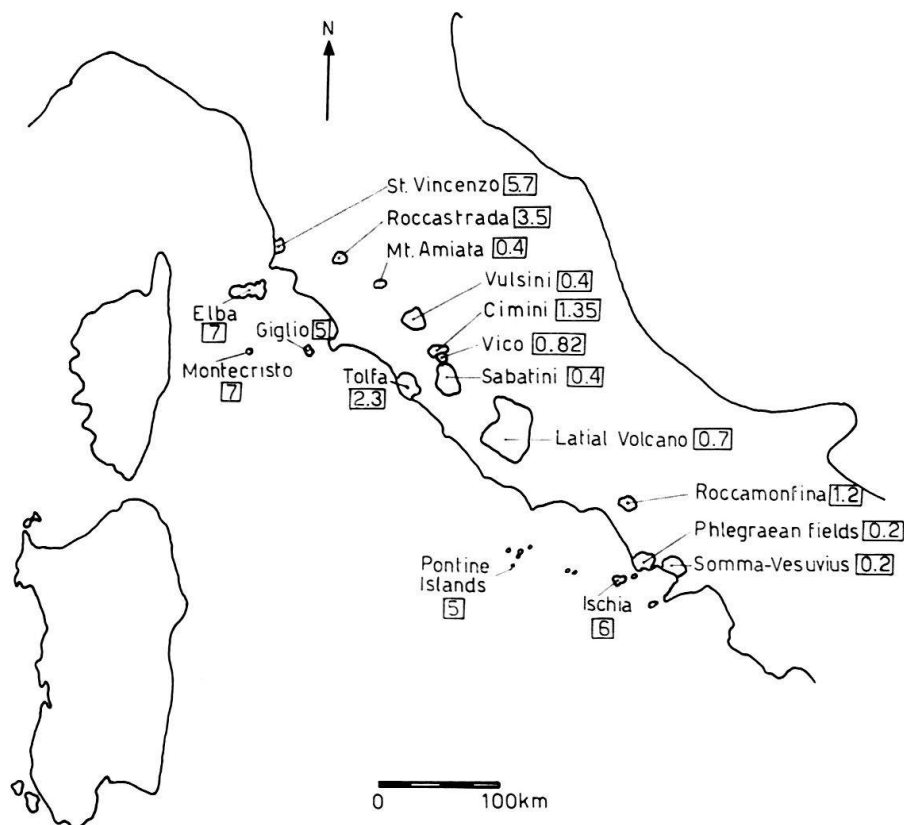 N
St. Vincenzo 5.7
Roccastrada 3.5
Mt. Amiata 0.4
Vulsini 0.4
Elba
7
Giglio 5
Cimini 1.35
Vico 0.82
Montecristo
7
Tolfa
2.3
Sabatini 0.4
Latial Volcano 0.7
Roccamonfina 1.2
Phlegraean fields 0.2
Somma-Vesuvius 0.2
Pontine
Islands
5
Ischia
6
0 100km